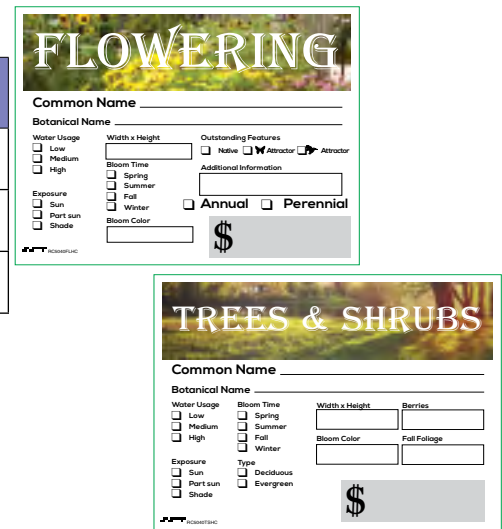 FLOWERING
Common Name
Botanical Name
Water Usage
Low
Medium
High
Exposure
Sun
Part sun
Shade
Width x Height
Bloom Time
Spring
Summer
Fall
Winter
Bloom Color
Outstanding Features
Native Attractor Attractor
Additional Information
Annual Perennial
$
RC5040FLHC
TREES & SHRUBS
Common Name
Botanical Name
Water Usage
Low
Medium
High
Exposure
Sun
Part sun
Shade
Bloom Time
Spring
Summer
Fall
Winter
Type
Deciduous
Evergreen
Width x Height
Berries
Bloom Color
Fall Foliage
$
RC5040TSHC